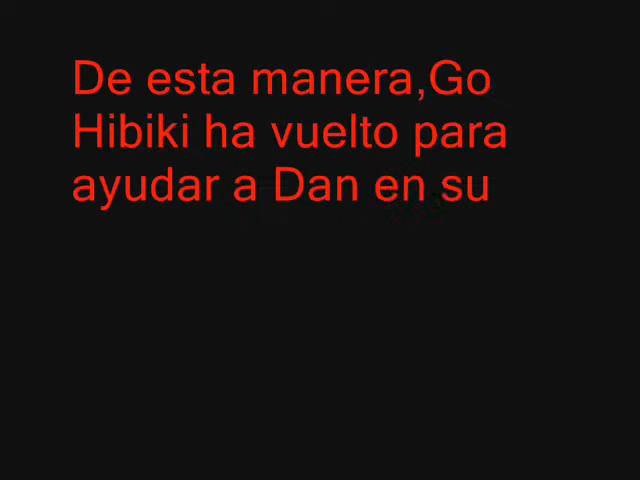 De esta manera,Go
Hibiki ha vuelto para
ayudar a Dan en su